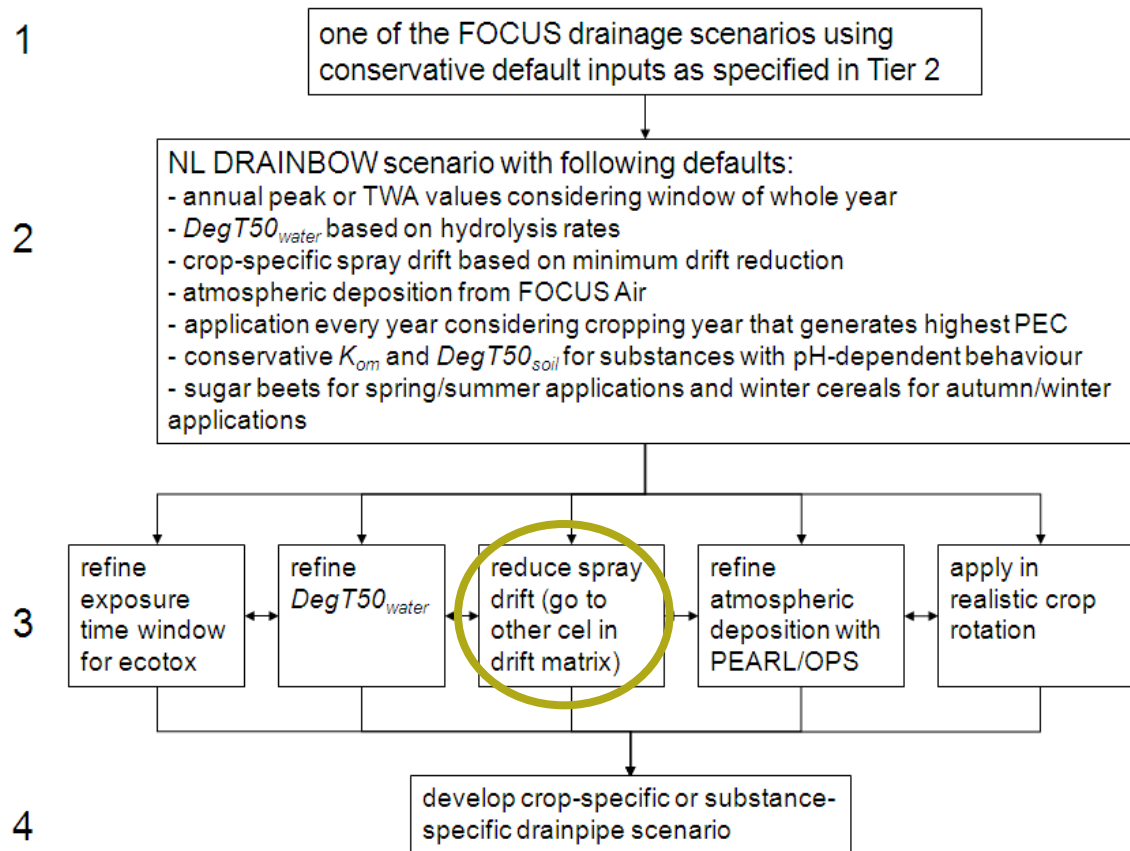 1
one of the FOCUS drainage scenarios using
conservative default inputs as specified in Tier 2
2
NL DRAINBOW scenario with following defaults:
- annual peak or TWA values considering window of whole year
- DegT50water based on hydrolysis rates
- crop-specific spray drift based on minimum drift reduction
- atmospheric deposition from FOCUS Air
- application every year considering cropping year that generates highest PEC
- conservative Kom and DegT50soil for substances with pH-dependent behaviour
- sugar beets for spring/summer applications and winter cereals for autumn/winter
applications
3
refine
exposure
time window
for ecotox
refine
DegT50water
reduce spray
drift (go to
other cel in
drift matrix)
refine
atmospheric
deposition with
PEARL/OPS
apply in
realistic crop
rotation
4
develop crop-specific or substance-
specific drainpipe scenario